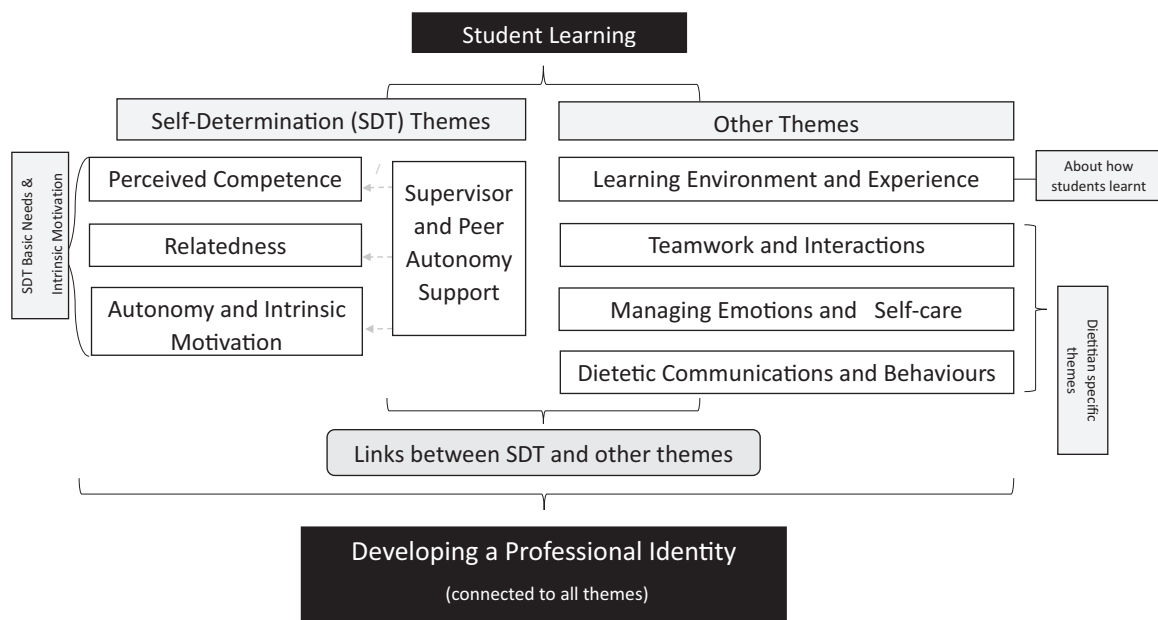 Student Learning
Self-Determination (SDT) Themes
Other Themes
SDT Basic Needs &
Intrinsic Motivation
Perceived Competence
Relatedness
Autonomy and Intrinsic
Motivation
Supervisor
and Peer
Autonomy
Support
Learning Environment and Experience
About how
students learnt
Teamwork and Interactions
Managing Emotions and Self-care
Dietetic Communications and Behaviours
Dietitian specific
themes
Links between SDT and other themes
Developing a Professional Identity
(connected to all themes)